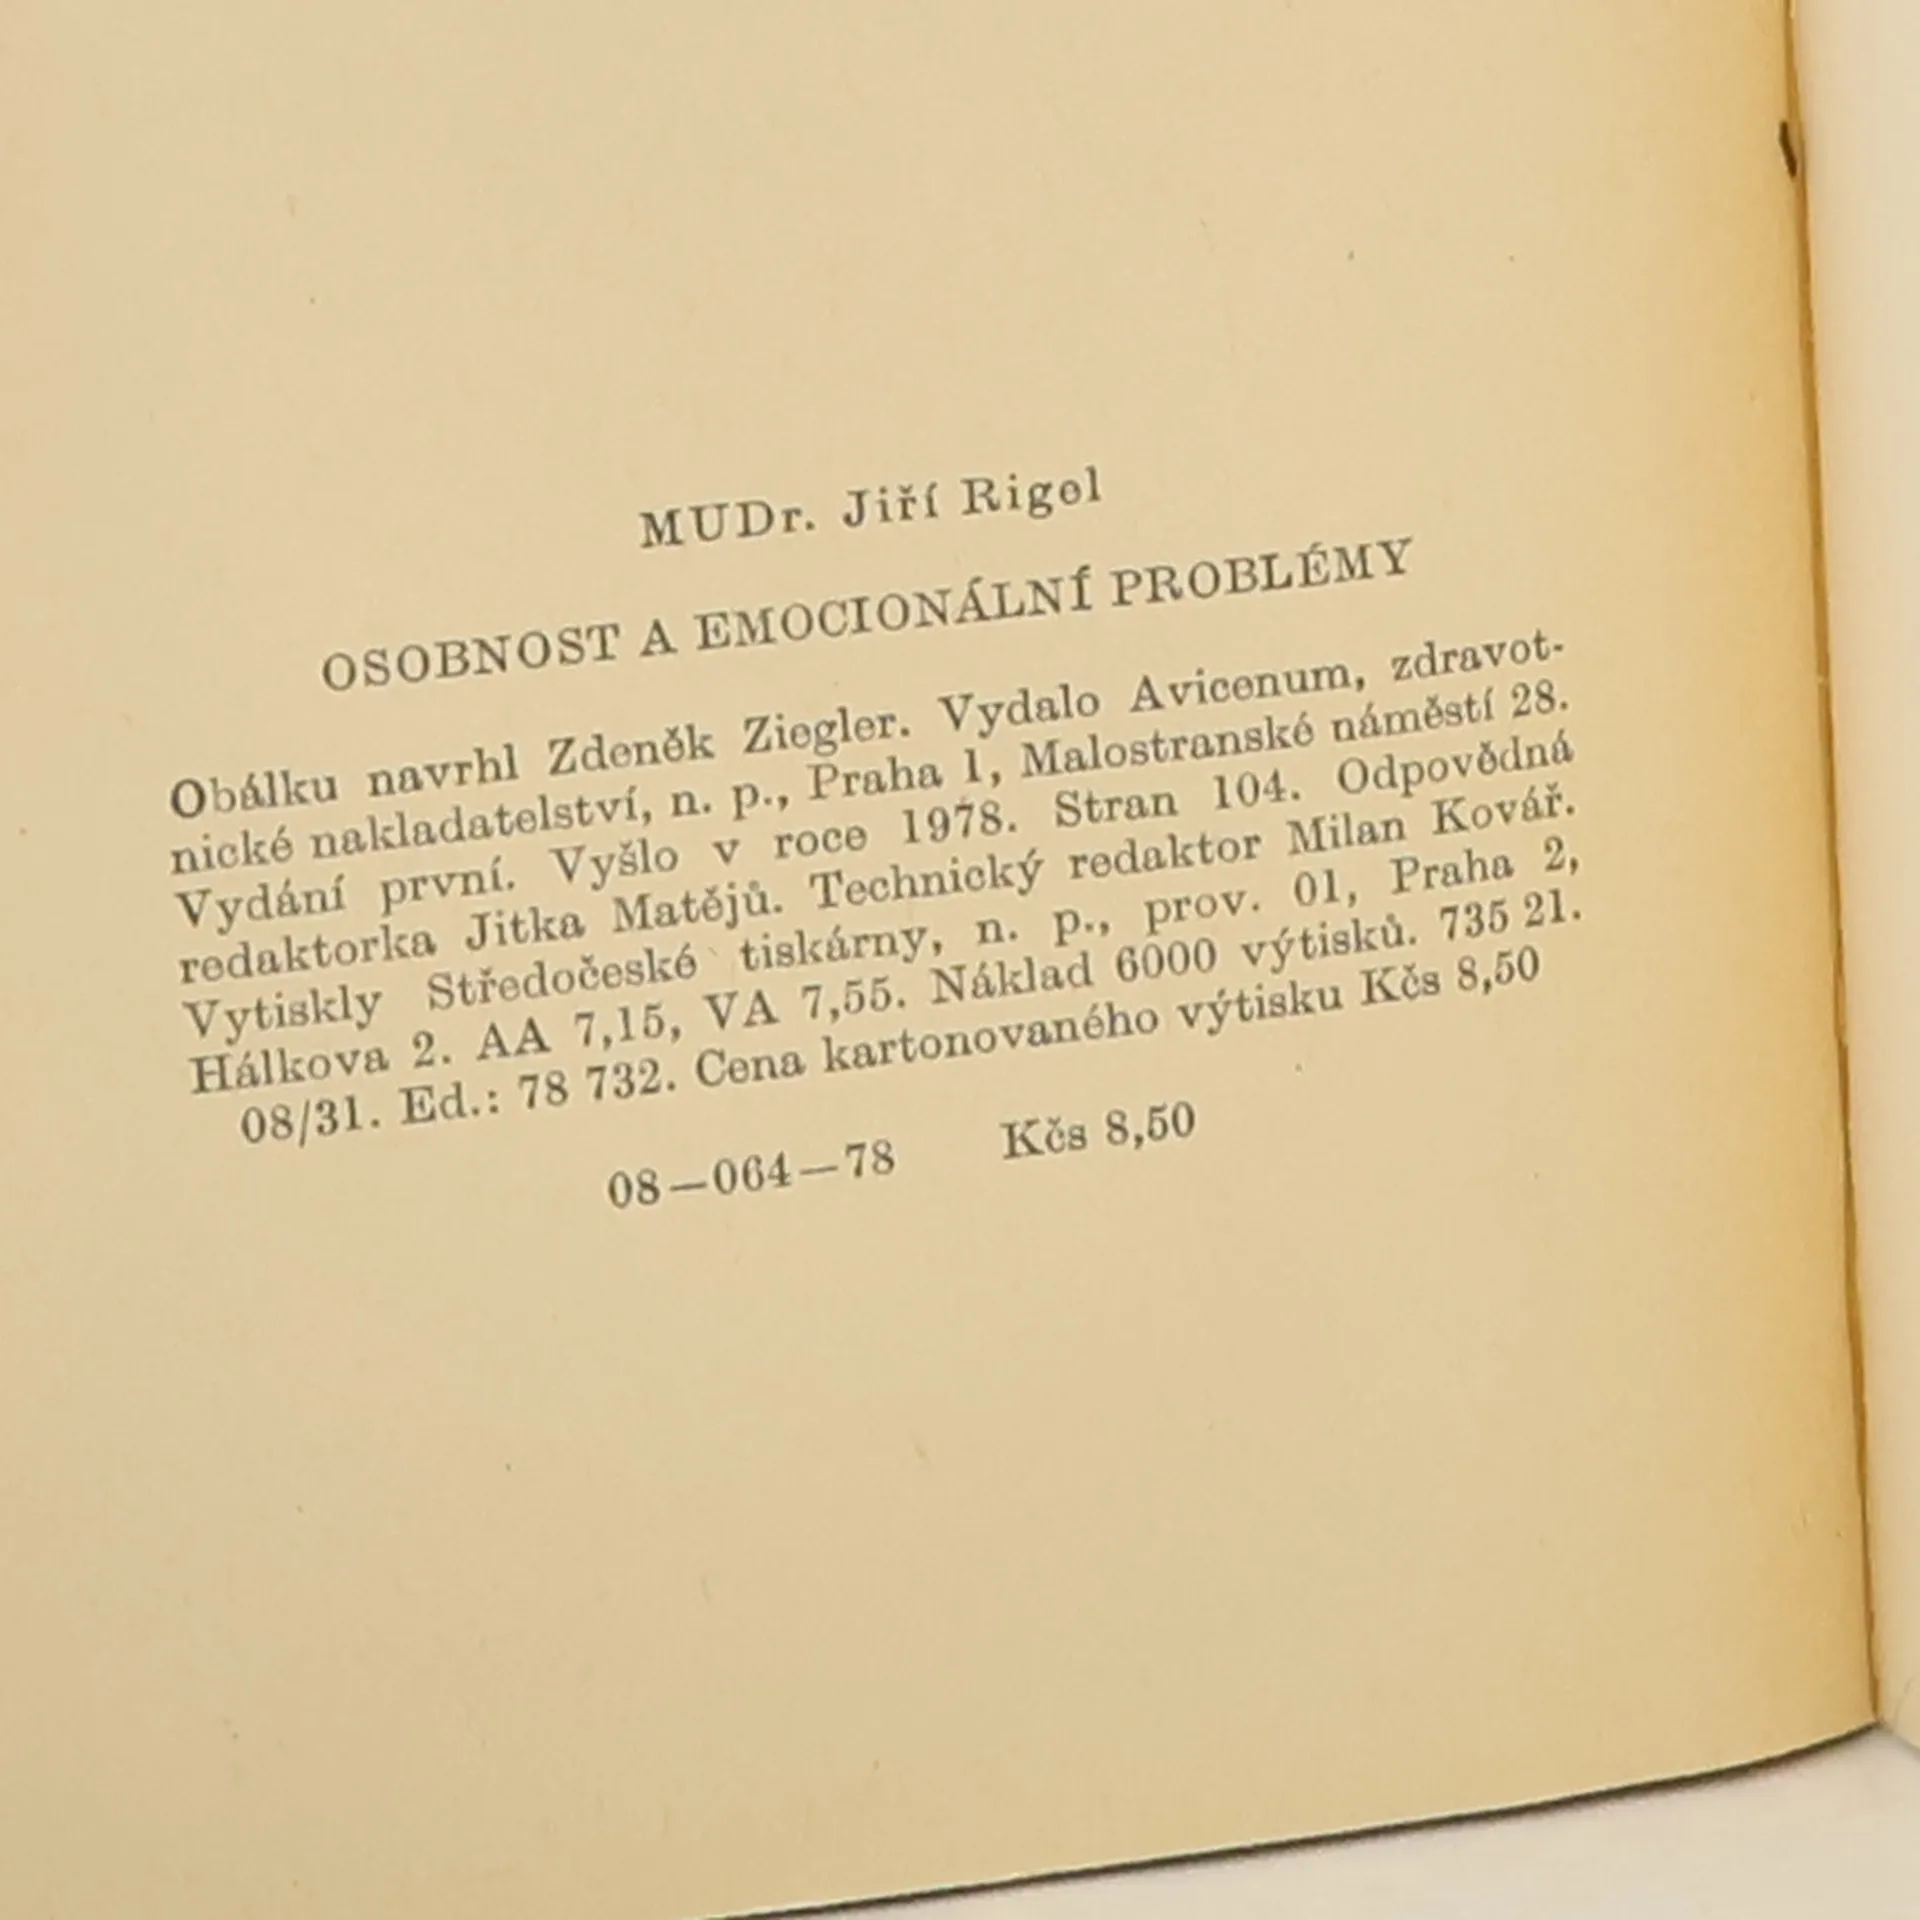 MUDr. Jiří Rigel
OSOBNOST A EMOCIONÁLNÍ PROBLÉMY
Obálku navrhl Zdeněk Ziegler. Vydalo Avicenum, zdravot-
nické nakladatelství, n. p., Praha 1, Malostranské náměstí 28.
Vydání první. Vyšlo v roce 1978. Stran 104. Odpovědná
redaktorka Jitka Matějů. Technický redaktor Milan Kovář.
Vytiskly Středočeské tiskárny, n. p., prov. 01, Praha 2,
Hálkova 2. AA 7,15, VA 7,55. Náklad 6000 výtisků. 735 21.
08/31. Ed.: 78 732. Cena kartonovaného výtisku Kčs 8,50
08—064—78 Kčs 8,50